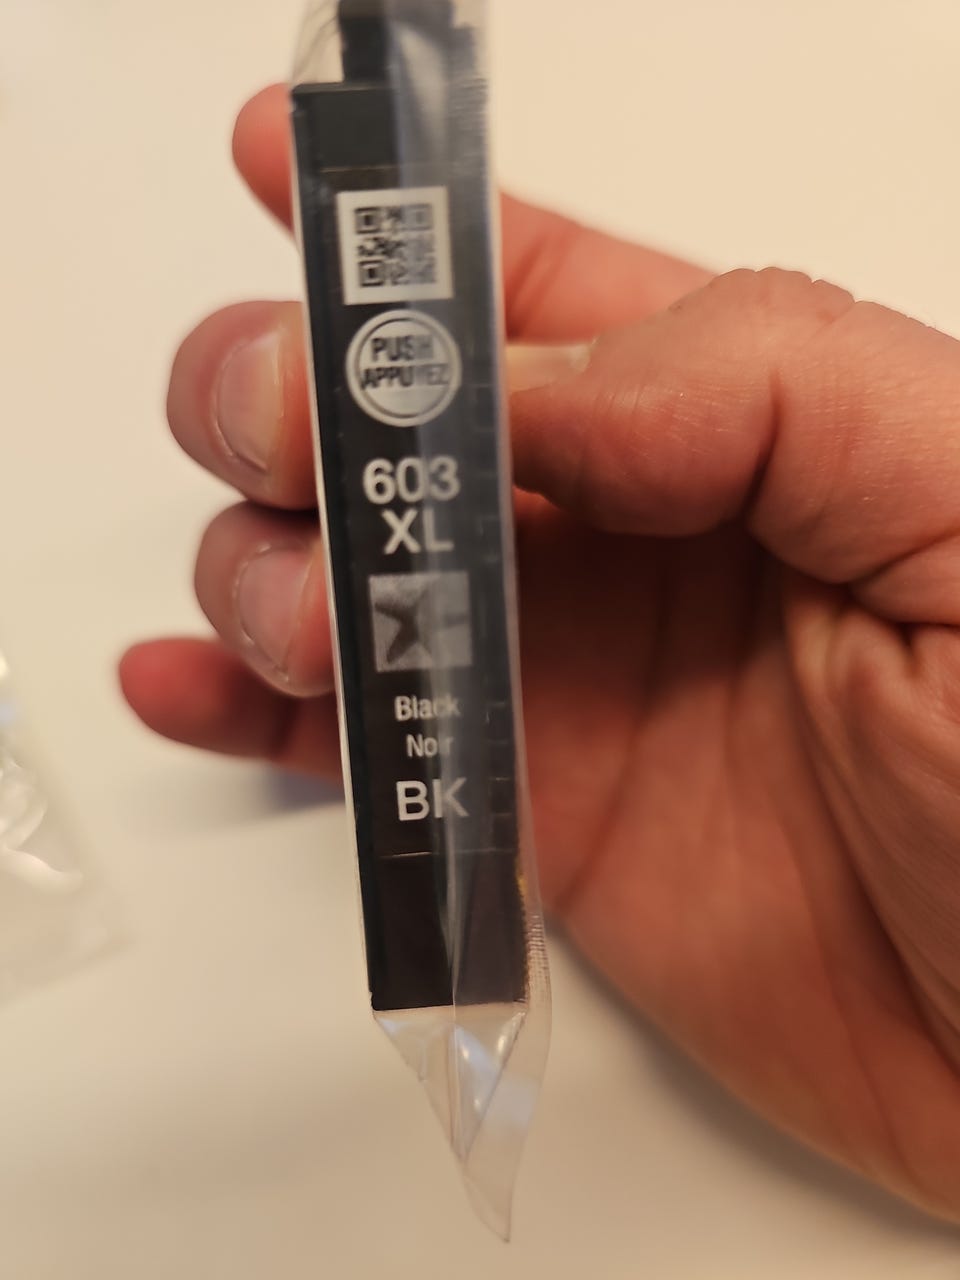 PUSH
APPUYEZ
603
XL
Black
Noir
BK